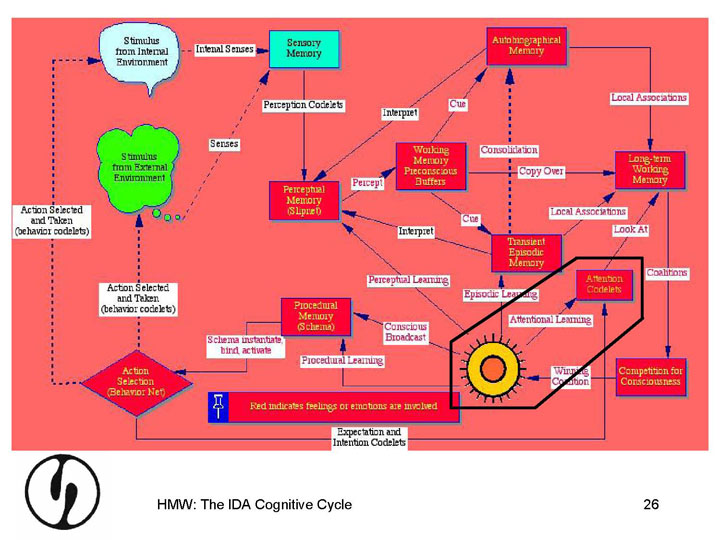 Stimulus
from Internal
Environment
Intenal Senses
Sensory
Memory
Autobiographical
Memory
Perception Codelets
Interpret
Cue
Local Associations
Senses
Stimulus
from External
Environment
Working
Memory
Preconscious
Buffers
Consolidation
Copy Over
Long-term
Working
Memory
Percept
Perceptual
Memory
(Slipnet)
Action Selected
and Taken
(behavior codelets)
Interpret
Cue
Local Associations
Look At
Transient
Episodic
Memory
Attention
Codelets
Coalitions
Perceptual Learning
Episodic Learning
Action Selected
and Taken
(behavior codelets)
Procedural
Memory
(Schema)
Conscious
Broadcast
Attentional Learning
Schema instantiate,
bind, activate
Procedural Learning
Action
Selection
(Behavior Net)
Winning
Coalition
Competition for
Consciousness
Red indicates feelings or emotions are involved
Expectation and
Intention Codelets
HMW: The IDA Cognitive Cycle
26